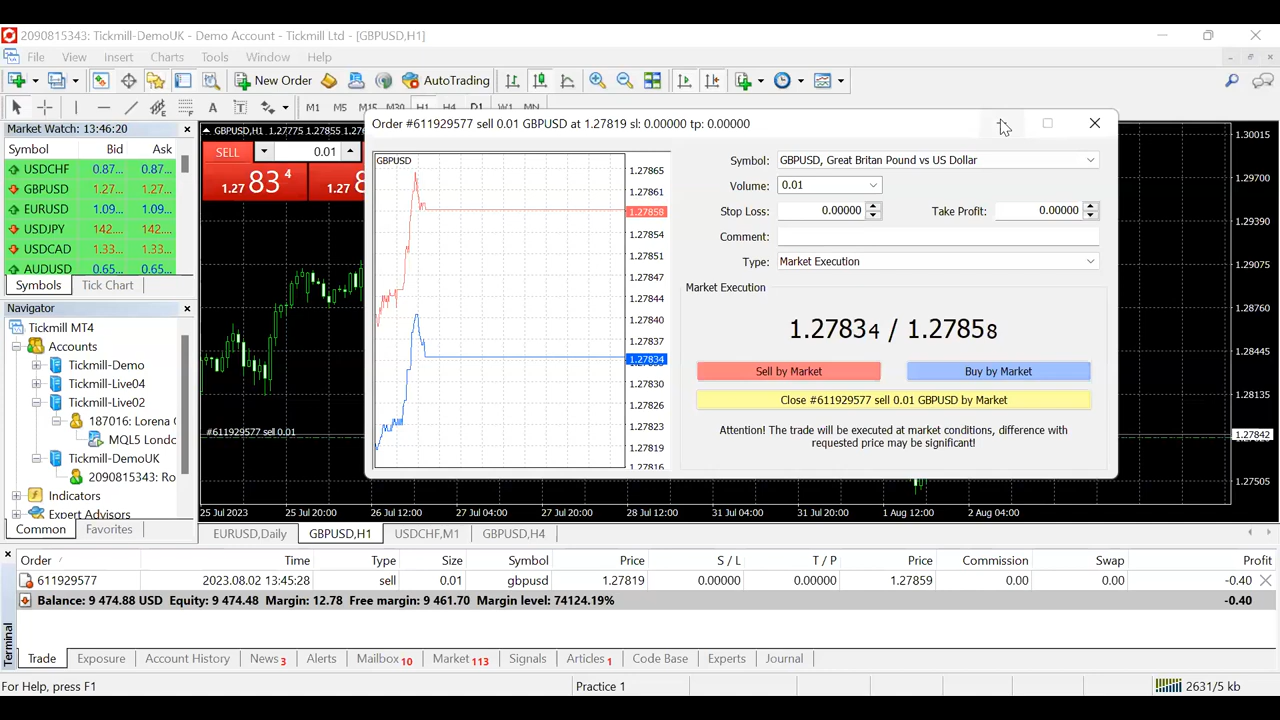 2090815343: Tickmill-DemoUK - Demo Account - Tickmill Ltd - [GBPUSD,H1]
File View Insert Charts Tools Window Help
New Order AutoTrading
M1 M5 M15 M30 H1 H4 D1 W1 MN
Market Watch: 13:46:20
Symbol Bid Ask
USDCHF 0.87... 0.87...
GBPUSD 1.27... 1.27...
EURUSD 1.09... 1.09...
USDJPY 142.... 142....
USDCAD 1.33... 1.33...
AUDUSD 0.65... 0.65...
Symbols Tick Chart
Navigator
Tickmill MT4
Accounts
Tickmill-Demo
Tickmill-Live04
Tickmill-Live02
187016: Lorena
MQL5 Londc
Tickmill-DemoUK
2090815343: Ro
Indicators
Expert Advisors
Common Favorites
GBPUSD,H1 1.27775 1.27855
SELL 0.01
1.27 83 4
1.27
#611929577 sell 0.01
1.30015
1.29700
1.29390
1.29075
1.28760
1.28445
1.28135
1.27842
1.27505
25 Jul 2023 25 Jul 20:00 26 Jul 12:00 27 Jul 04:00 27 Jul 20:00 28 Jul 12:00 31 Jul 04:00 31 Jul 20:00 1 Aug 12:00 2 Aug 04:00
EURUSD,Daily GBPUSD,H1 USDCHF,M1 GBPUSD,H4
Order #611929577 sell 0.01 GBPUSD at 1.27819 sl: 0.00000 tp: 0.00000
GBPUSD
1.27865
1.27861
1.27858
1.27854
1.27851
1.27847
1.27844
1.27840
1.27837
1.27834
1.27830
1.27826
1.27823
1.27819
1.27816
Symbol: GBPUSD, Great Britan Pound vs US Dollar
Volume: 0.01
Stop Loss: 0.00000 Take Profit: 0.00000
Comment:
Type: Market Execution
Market Execution
1.27834 / 1.27858
Sell by Market Buy by Market
Close #611929577 sell 0.01 GBPUSD by Market
Attention! The trade will be executed at market conditions, difference with
requested price may be significant!
Order Time Type Size Symbol Price S / L T / P Price Commission Swap Profit
611929577 2023.08.02 13:45:28 sell 0.01 gbpusd 1.27819 0.00000 0.00000 1.27859 0.00 0.00 -0.40
Balance: 9 474.88 USD Equity: 9 474.48 Margin: 12.78 Free margin: 9 461.70 Margin level: 74124.19% -0.40
Terminal
Trade Exposure Account History News 3 Alerts Mailbox 10 Market 113 Signals Articles 1 Code Base Experts Journal
For Help, press F1 Practice 1 2631/5 kb